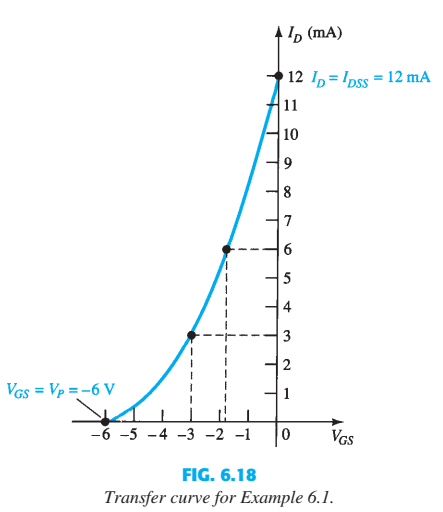 I_D (mA)
12 I_D = I_DSS = 12 mA
11
10
9
8
7
6
5
4
3
2
V_GS = V_P = –6 V
1
–6 –5 –4 –3 –2 –1 0 V_GS
FIG. 6.18
Transfer curve for Example 6.1.